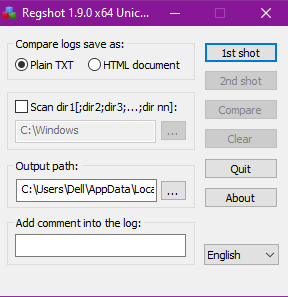 Regshot 1.9.0 x64 Unic...
Compare logs save as:
Plain TXT
HTML document
1st shot
2nd shot
Scan dir1[;dir2;dir3;...;dir nn]:
Compare
C:\Windows
...
Clear
Output path:
Quit
C:\Users\Dell\AppData\Loca
...
About
Add comment into the log:
English